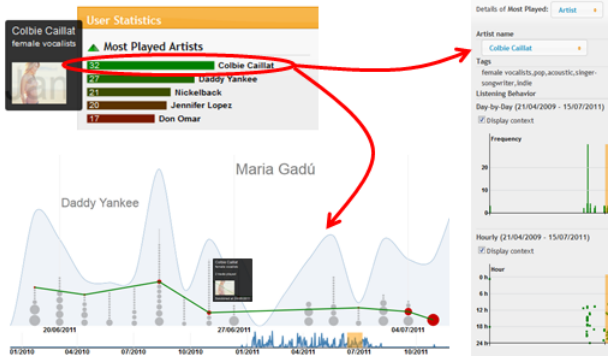 User Statistics
Colbie Caillat
female vocalists
Most Played Artists
32 Colbie Caillat
27 Daddy Yankee
21 Nickelback
20 Jennifer Lopez
17 Don Omar
Maria Gadú
Daddy Yankee
Colbie Caillat
20/06/2011 27/06/2011 04/07/2011
01/2010 04/2010 07/2010 10/2010 01/2011 04/2011 07/2011 10/2011
Details of Most Played: Artist
Artist name
Colbie Caillat
Tags
female vocalists,pop,acoustic,singer-
songwriter,indie
Listening Behavior
Day-by-Day (21/04/2009 - 15/07/2011)
Display context
Frequency
20
10
Hourly (21/04/2009 - 15/07/2011)
Display context
Hour
0 h
6 h
12 h
18 h
24 h